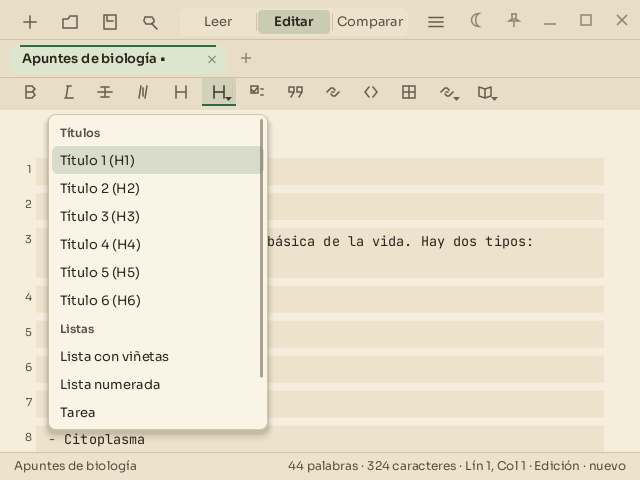 Leer
Editar
Comparar
Apuntes de biología •
Títulos
Título 1 (H1)
Título 2 (H2)
Título 3 (H3)
Título 4 (H4)
Título 5 (H5)
Título 6 (H6)
Listas
Lista con viñetas
Lista numerada
Tarea
1
2
3 básica de la vida. Hay dos tipos:
4
5
6
7
8 - Citoplasma
Apuntes de biología
44 palabras · 324 caracteres · Lín 1, Col 1 · Edición · nuevo